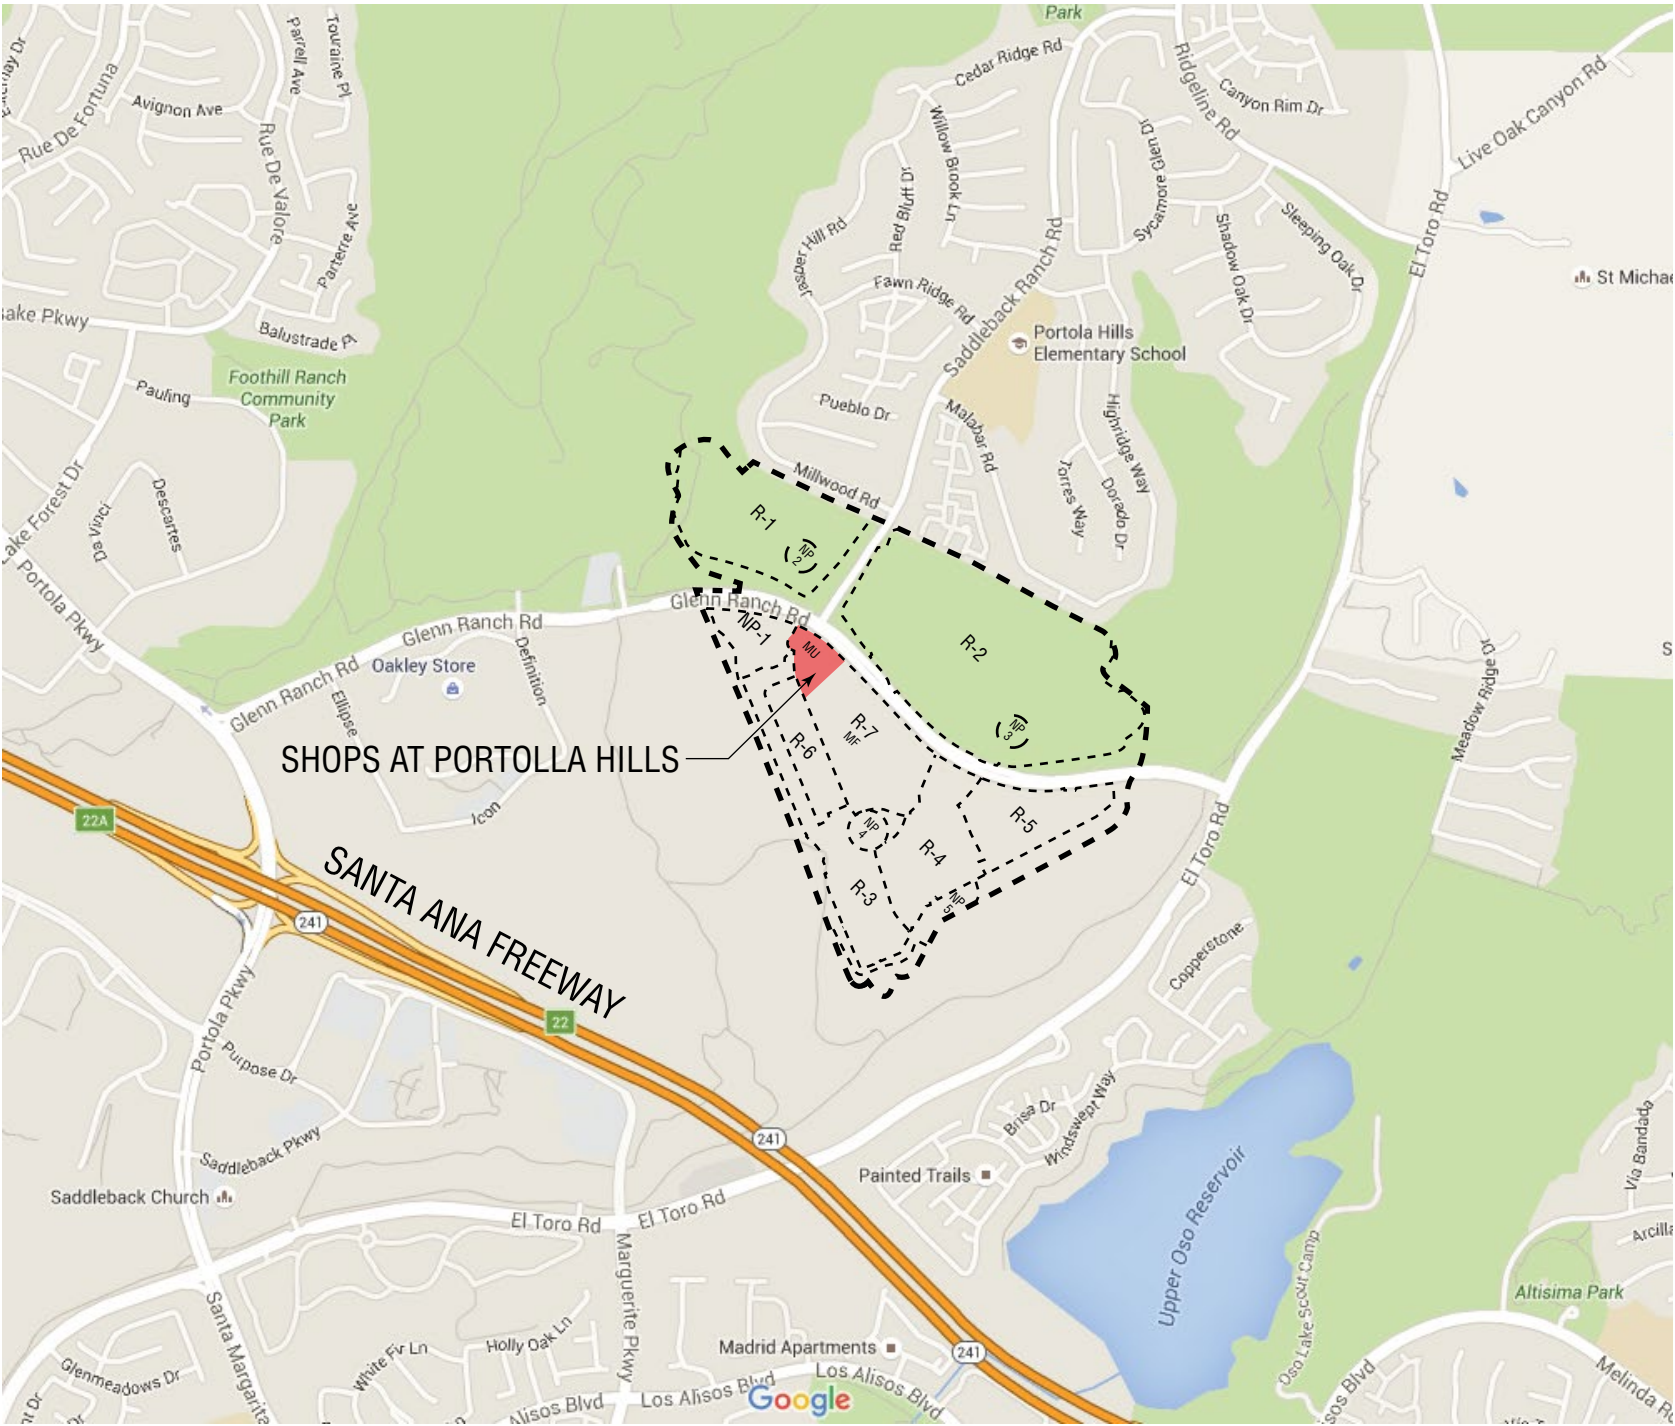 Park
Cedar Ridge Rd
Canyon Rim Dr
Ridgeline Rd
Live Oak Canyon Rd
Touraine Pl
Parrell Ave
Avignon Ave
Rue De Fortuna
Rue De Valore
Parterre Ave
Willow Brook Ln
Red Bluff Dr
Sycamore Glen Dr
Shadow Oak Dr
Sleeping Oak Dr
El Toro Rd
St Michae
Jasper Hill Rd
Fawn Ridge Rd
Saddleback Ranch Rd
Portola Hills
Elementary School
ake Pkwy
Balustrade Pl
Foothill Ranch
Community
Park
Pauling
Pueblo Dr
Malabar Rd
Highridge Way
Torres Way
Dorado Dr
Millwood Rd
Lake Forest Dr
Da Vinci
Descartes
Portola Pkwy
R-1
NP
2
Glenn Ranch Rd
Glenn Ranch Rd
Glenn Ranch Rd
NP-1
MU
R-2
NP
3
Oakley Store
Definition
Ellipse
Icon
SHOPS AT PORTOLLA HILLS
R-7
MF
R-6
NP
4
R-5
R-4
R-3
NP
5
Meadow Ridge Dr
El Toro Rd
22A
241
SANTA ANA FREEWAY
22
Copperstone
Portola Pkwy
Purpose Dr
Saddleback Pkwy
Saddleback Church
241
Brisa Dr
Windswept Way
Painted Trails
Upper Oso Reservoir
Via Bandada
Arcilla
El Toro Rd
El Toro Rd
Marguerite Pkwy
Santa Margarita
Oso Lake Scout Camp
Altisima Park
Glenmeadows Dr
White Fir Ln
Holly Oak Ln
Madrid Apartments
241
Alisos Blvd
Los Alisos Blvd
Los Alisos Blvd
Google
sos Blvd
Melinda R